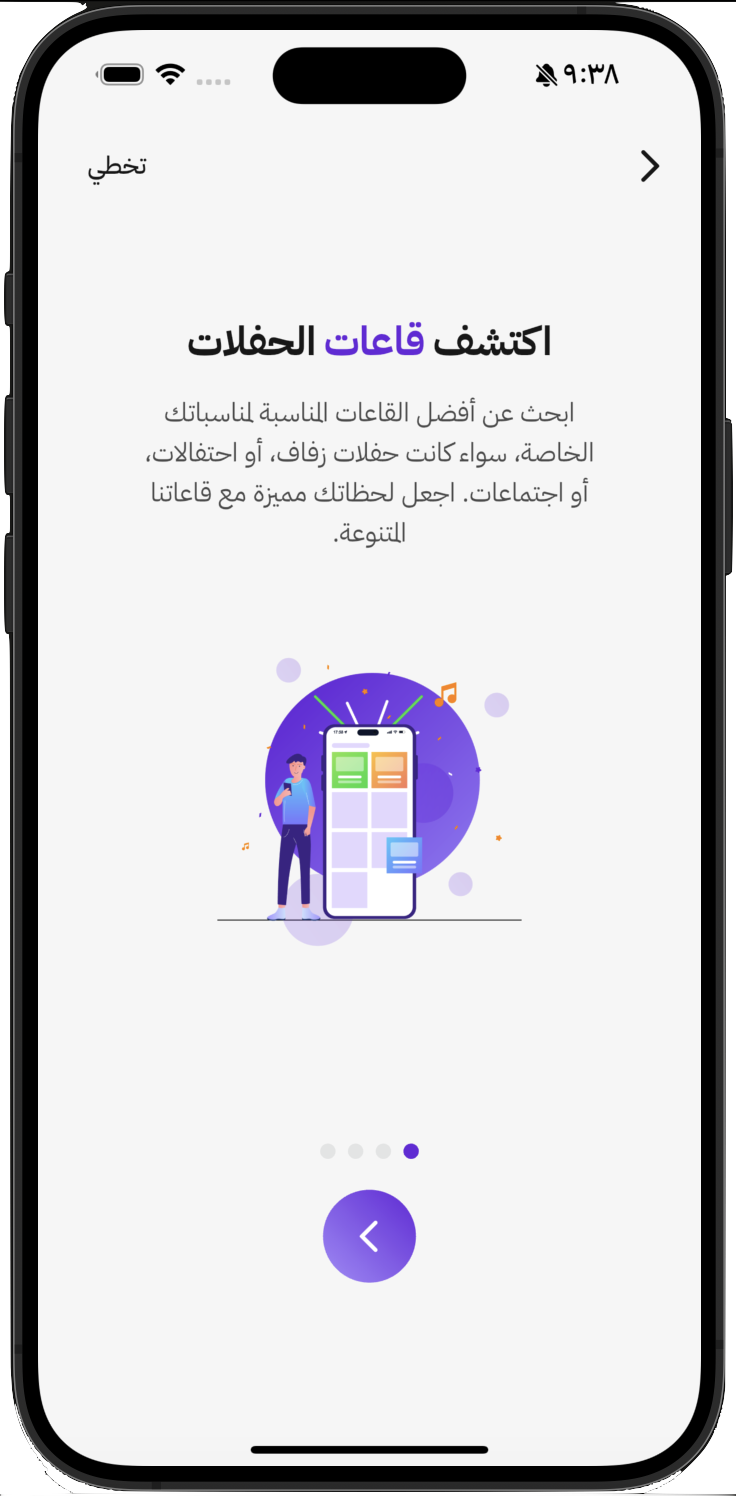 ٩:٣٨
تخطي
اكتشف قاعات الحفلات
ابحث عن أفضل القاعات المناسبة لمناسباتك
الخاصة، سواء كانت حفلات زفاف، أو احتفالات،
أو اجتماعات. اجعل لحظاتك مميزة مع قاعاتنا
المتنوعة.